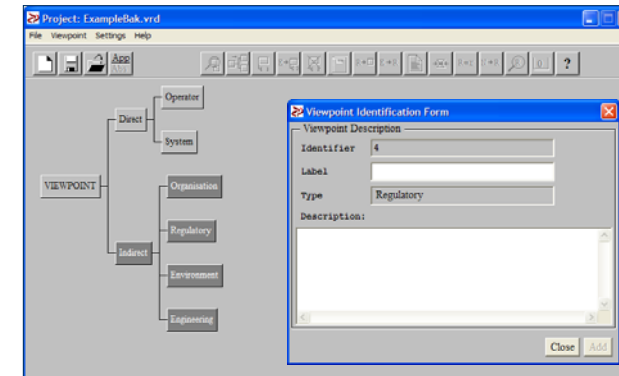 Project: ExampleBak.vrd
File Viewpoint Settings Help
App
?
Operator
Direct
System
VIEWPOINT
Organisation
Regulatory
Indirect
Environment
Engineering
Viewpoint Identification Form
Viewpoint Description
Identifier 4
Label
Type Regulatory
Description:
Close Add